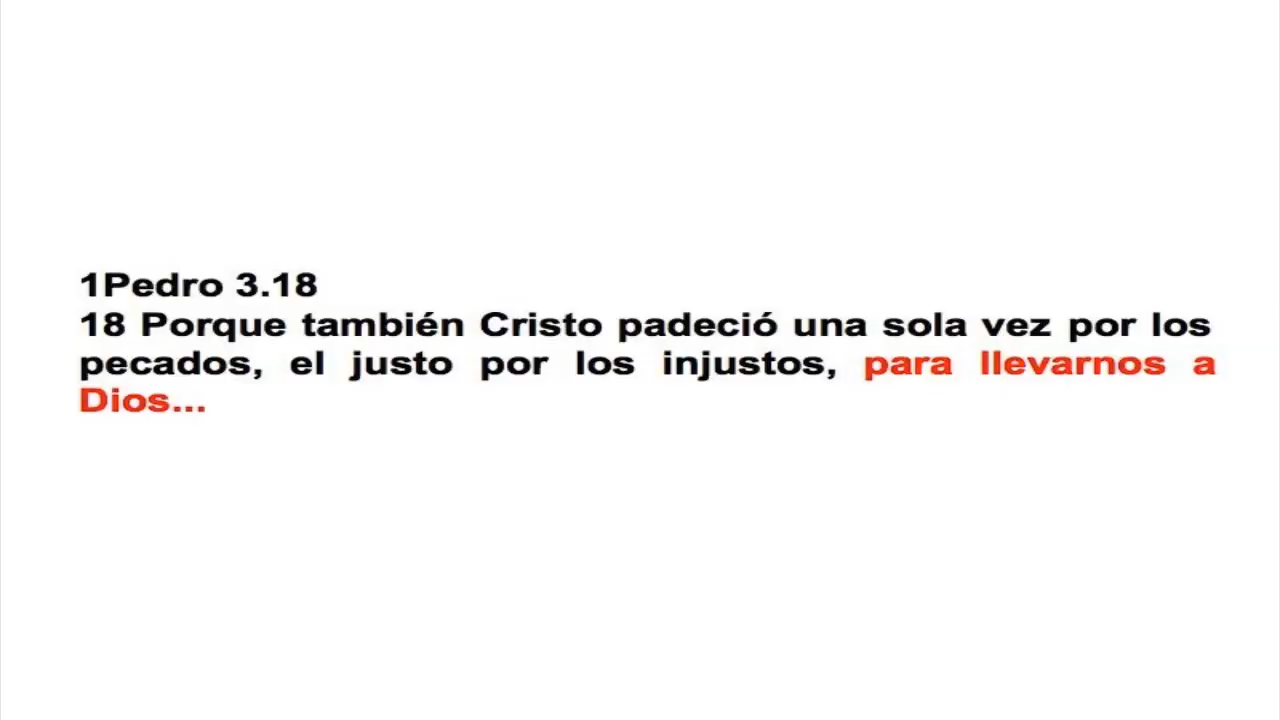 1Pedro 3.18
18 Porque también Cristo padeció una sola vez por los
pecados, el justo por los injustos, para llevarnos a
Dios...